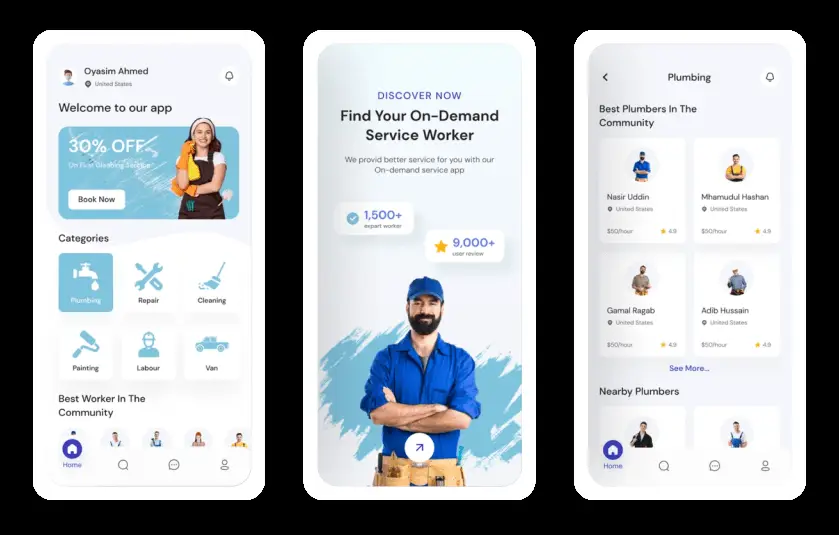 Oyasim Ahmed
United States
Welcome to our app
30% OFF
On First Cleaning Service
Book Now
Categories
Plumbing
Repair
Cleaning
Painting
Labour
Van
Best Worker In The
Community
Home
DISCOVER NOW
Find Your On-Demand
Service Worker
We provid better service for you with our
On-demand service app
1,500+
expart worker
9,000+
user review
Plumbing
Best Plumbers In The
Community
Nasir Uddin
United States
$50/hour
4.9
Mhamudul Hashan
United States
$50/hour
4.9
Gamal Ragab
United States
$50/hour
4.9
Adib Hussain
United States
$50/hour
4.9
See More...
Nearby Plumbers
Home